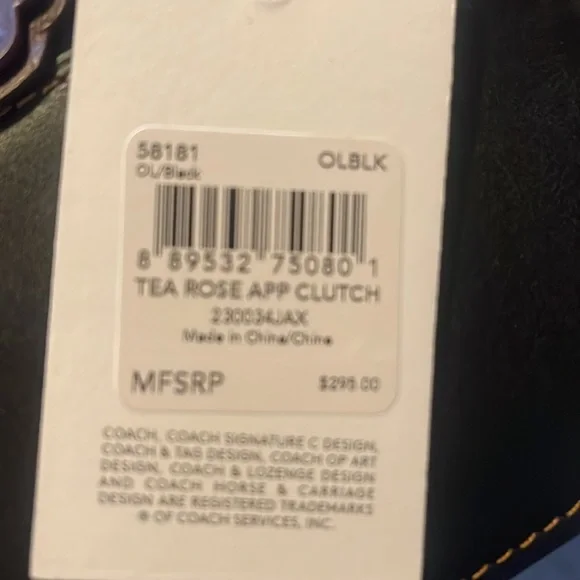 58181 OLBLK
OL/Black
8 89532 75080 1
TEA ROSE APP CLUTCH
230034JAX
Made in China/Chine
MFSRP $295.00
COACH, COACH SIGNATURE C DESIGN,
COACH & TAG DESIGN, COACH OP ART
DESIGN, COACH & LOZENGE DESIGN
AND COACH HORSE & CARRIAGE
DESIGN ARE REGISTERED TRADEMARKS
® OF COACH SERVICES, INC.